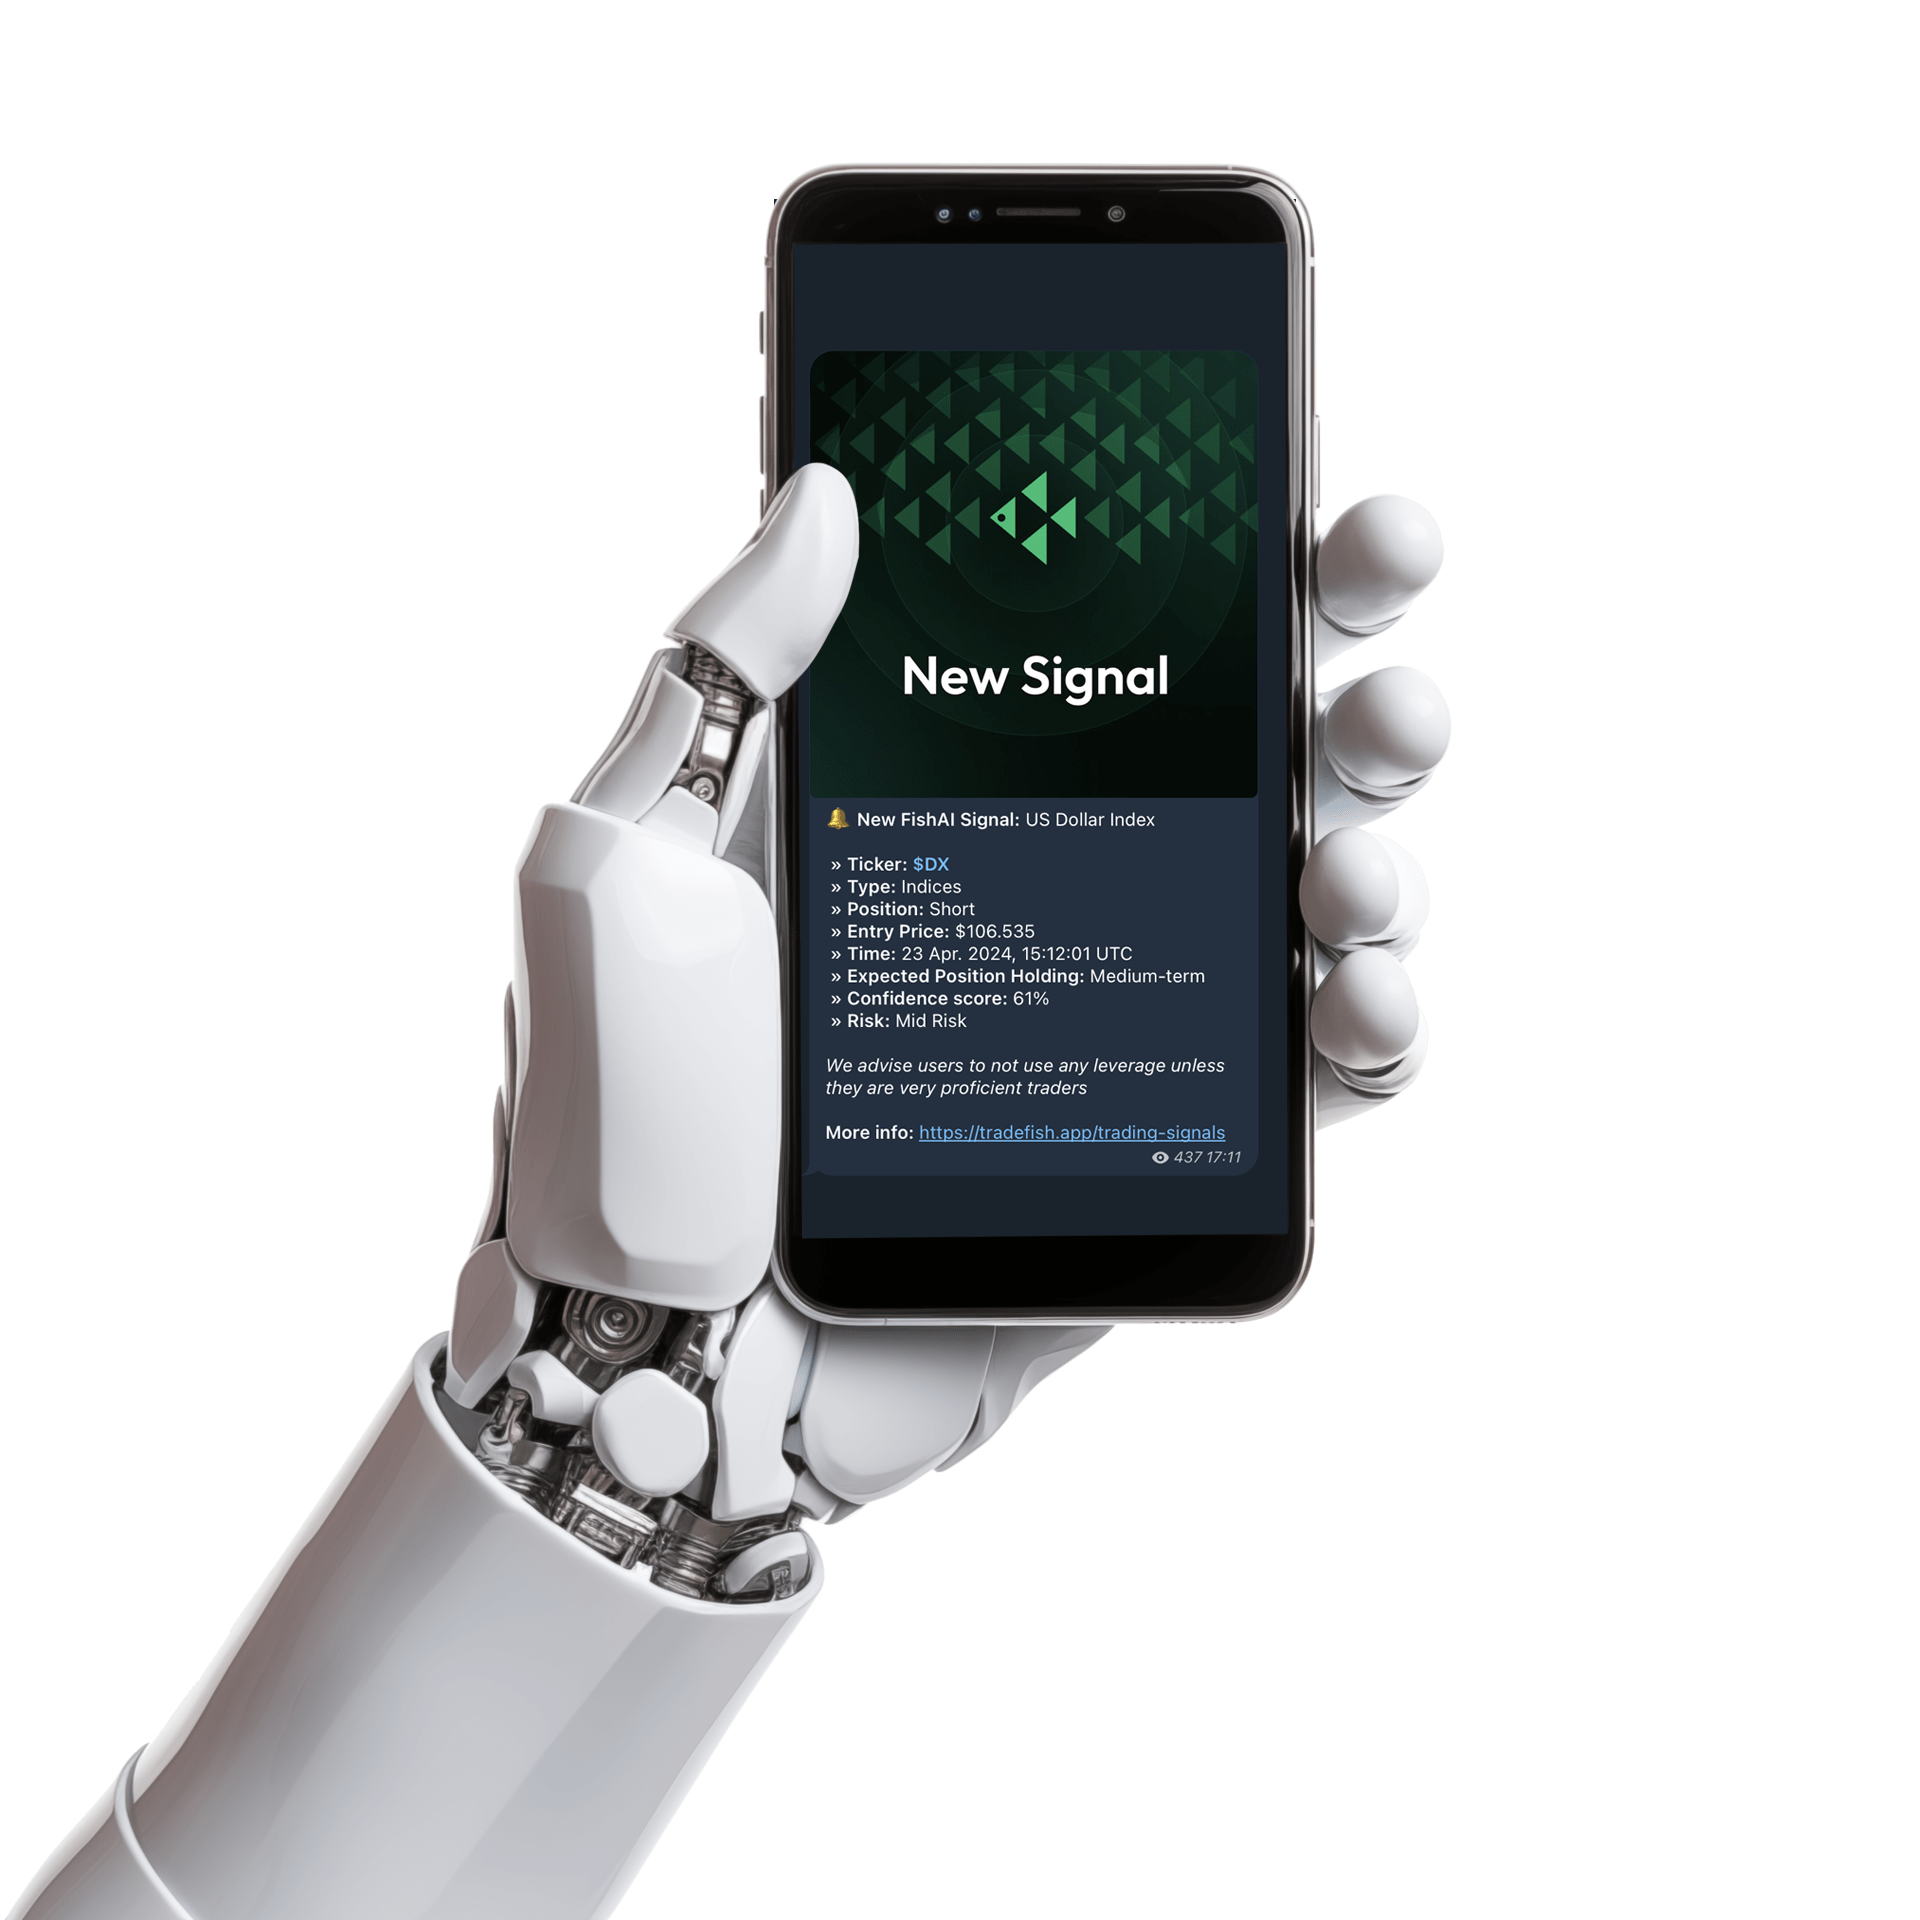 New Signal
🔔 New FishAI Signal: US Dollar Index
» Ticker: $DX
» Type: Indices
» Position: Short
» Entry Price: $106.535
» Time: 23 Apr. 2024, 15:12:01 UTC
» Expected Position Holding: Medium-term
» Confidence score: 61%
» Risk: Mid Risk
We advise users to not use any leverage unless
they are very proficient traders
More info: https://tradefish.app/trading-signals
437 17:11